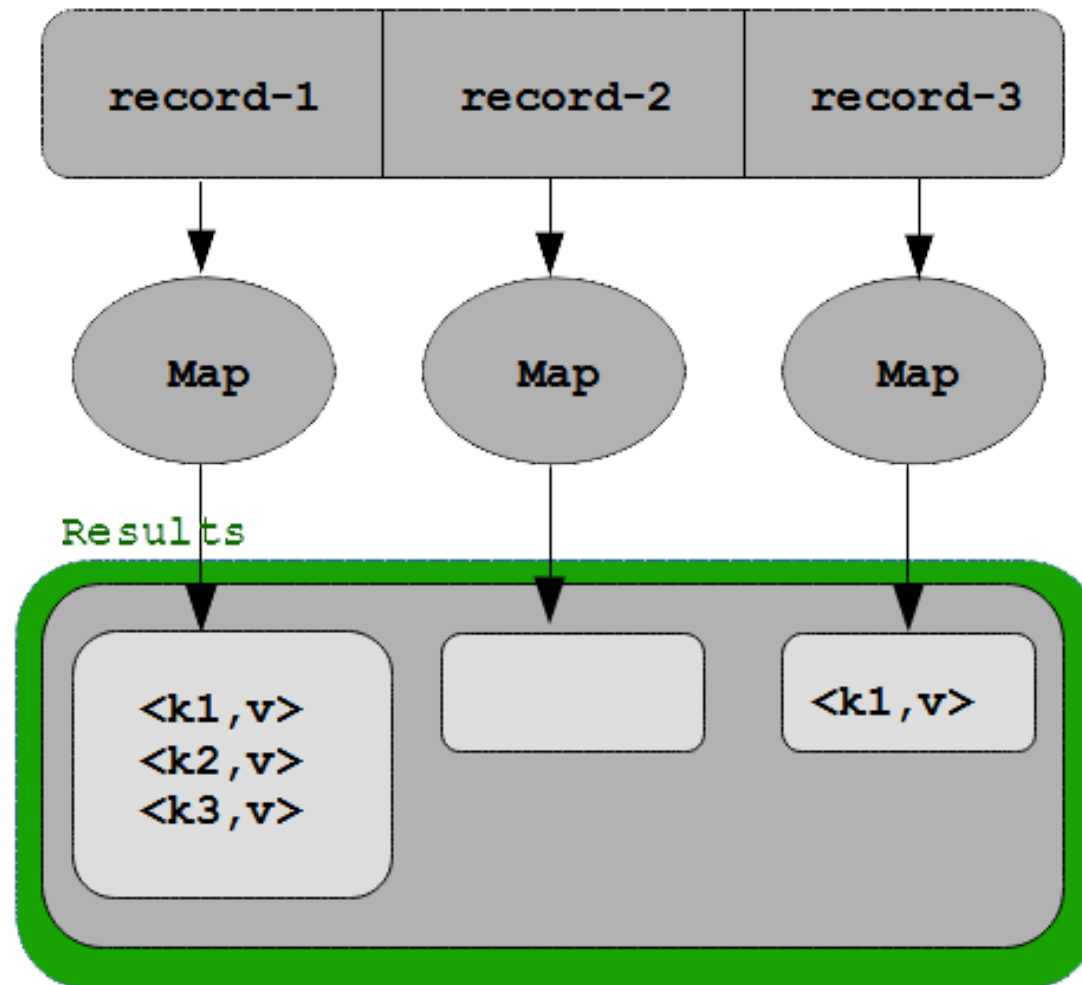 record-1 record-2 record-3
Map Map Map
Results
<k1,v> <k1,v>
<k2,v>
<k3,v>